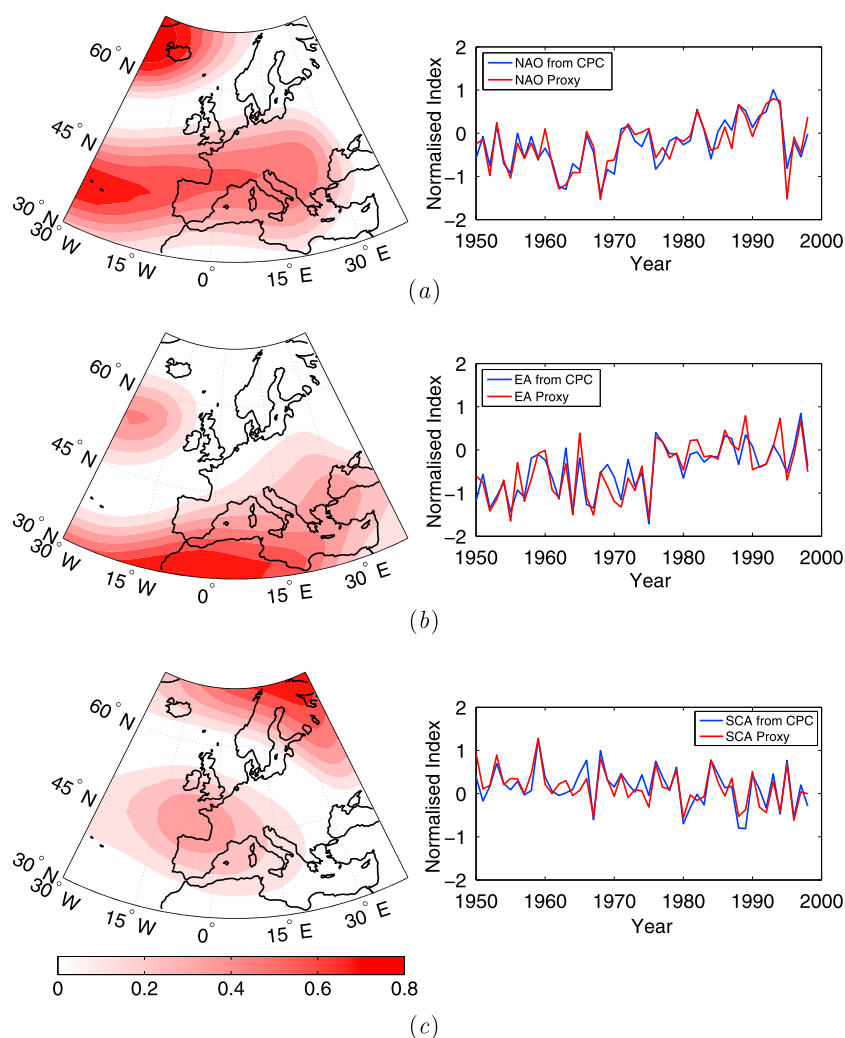 60° N
45° N
30° N
30° W
15° W
0°
15° E
30° E
2
1
0
−1
−2
Normalised Index
NAO from CPC
NAO Proxy
1950 1960 1970 1980 1990 2000
Year
(a)
60° N
45° N
30° N
30° W
15° W
0°
15° E
30° E
2
1
0
−1
−2
Normalised Index
EA from CPC
EA Proxy
1950 1960 1970 1980 1990 2000
Year
(b)
60° N
45° N
30° N
30° W
15° W
0°
15° E
30° E
2
1
0
−1
−2
Normalised Index
SCA from CPC
SCA Proxy
1950 1960 1970 1980 1990 2000
Year
0 0.2 0.4 0.6 0.8
(c)